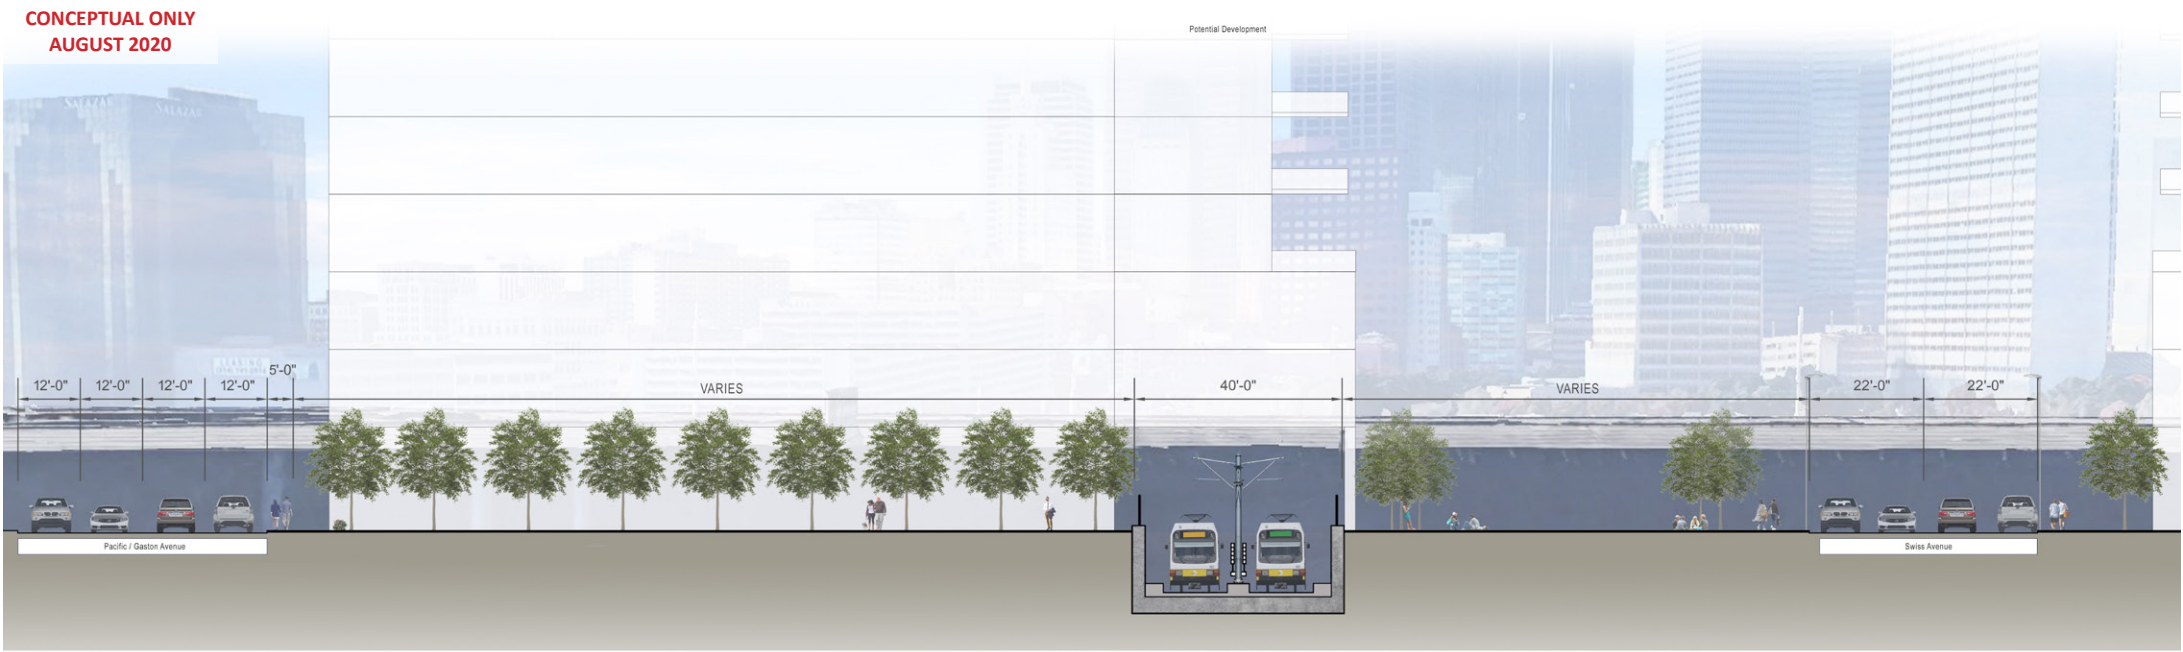 CONCEPTUAL ONLY
AUGUST 2020
Potential Development
SALAZAR
SALAZAR
LEASING
5'-0"
12'-0"
12'-0"
12'-0"
12'-0"
VARIES
40'-0"
VARIES
22'-0"
22'-0"
Pacific / Gaston Avenue
Swiss Avenue